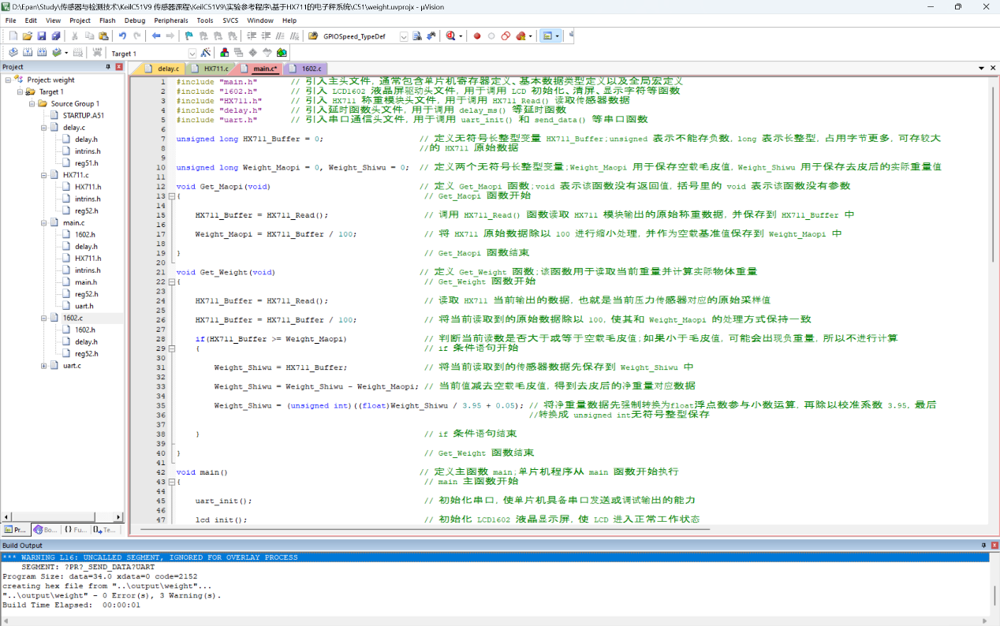 D:\Epan\Study\传感器与检测技术\KeilC51V9 传感器课程\KeilC51V9\实验参考程序\基于HX711的电子秤系统\C51\weight.uvprojx - µVision
File Edit View Project Flash Debug Peripherals Tools SVCS Window Help
GPIOSpeed_TypeDef
Target 1
Project
Project: weight
Target 1
Source Group 1
STARTUP.A51
delay.c
delay.h
intrins.h
reg51.h
HX711.c
HX711.h
intrins.h
reg52.h
main.c
1602.h
delay.h
HX711.h
intrins.h
main.h
reg52.h
uart.h
1602.c
1602.h
delay.h
reg52.h
uart.c
Pr... Bo... {} Fu... Te...
delay.c HX711.c main.c* 1602.c
1 #include "main.h" // 引入主头文件, 通常包含单片机寄存器定义、基本数据类型定义以及全局宏定义
2 #include "1602.h" // 引入 LCD1602 液晶屏驱动头文件, 用于调用 LCD 初始化、清屏、显示字符等函数
3 #include "HX711.h" // 引入 HX711 称重模块头文件, 用于调用 HX711_Read() 读取传感器数据
4 #include "delay.h" // 引入延时函数头文件, 用于调用 delay_ms() 等延时函数
5 #include "uart.h" // 引入串口通信头文件, 用于调用 uart_init() 和 send_data() 等串口函数
6
7 unsigned long HX711_Buffer = 0; // 定义无符号长整型变量 HX711_Buffer;unsigned 表示不能存负数, long 表示长整型, 占用字节更多, 可存较大
8 //的 HX711 原始数据
9
10 unsigned long Weight_Maopi = 0, Weight_Shiwu = 0; // 定义两个无符号长整型变量;Weight_Maopi 用于保存空载毛皮值, Weight_Shiwu 用于保存去皮后的实际重量值
11
12 void Get_Maopi(void) // 定义 Get_Maopi 函数;void 表示该函数没有返回值, 括号里的 void 表示该函数没有参数
13 { // Get_Maopi 函数开始
14
15 HX711_Buffer = HX711_Read(); // 调用 HX711_Read() 函数读取 HX711 模块输出的原始称重数据, 并保存到 HX711_Buffer 中
16
17 Weight_Maopi = HX711_Buffer / 100; // 将 HX711 原始数据除以 100 进行缩小处理, 并作为空载基准值保存到 Weight_Maopi 中
18
19 } // Get_Maopi 函数结束
20
21 void Get_Weight(void) // 定义 Get_Weight 函数;该函数用于读取当前重量并计算实际物体重量
22 { // Get_Weight 函数开始
23
24 HX711_Buffer = HX711_Read(); // 读取 HX711 当前输出的数据, 也就是当前压力传感器对应的原始采样值
25
26 HX711_Buffer = HX711_Buffer / 100; // 将当前读取到的原始数据除以 100, 使其和 Weight_Maopi 的处理方式保持一致
27
28 if(HX711_Buffer >= Weight_Maopi) // 判断当前读数是否大于或等于空载毛皮值;如果小于毛皮值, 可能会出现负重量, 所以不进行计算
29 { // if 条件语句开始
30
31 Weight_Shiwu = HX711_Buffer; // 将当前读取到的传感器数据先保存到 Weight_Shiwu 中
32
33 Weight_Shiwu = Weight_Shiwu - Weight_Maopi; // 当前值减去空载毛皮值, 得到去皮后的净重量对应数据
34
35 Weight_Shiwu = (unsigned int)((float)Weight_Shiwu / 3.95 + 0.05); // 将净重量数据先强制转换为float浮点数参与小数运算, 再除以校准系数 3.95, 最后
36 //转换成 unsigned int无符号整型保存
37
38 } // if 条件语句结束
39
40 } // Get_Weight 函数结束
41
42 void main() // 定义主函数 main;单片机程序从 main 函数开始执行
43 { // main 主函数开始
44
45 uart_init(); // 初始化串口, 使单片机具备串口发送或调试输出的能力
46
47 lcd_init(); // 初始化 LCD1602 液晶显示屏, 使 LCD 进入正常工作状态
Build Output
*** WARNING L16: UNCALLED SEGMENT, IGNORED FOR OVERLAY PROCESS
SEGMENT: ?PR?_SEND_DATA?UART
Program Size: data=34.0 xdata=0 code=2152
creating hex file from "..\output\weight"...
"..\output\weight" - 0 Error(s), 3 Warning(s).
Build Time Elapsed: 00:00:01